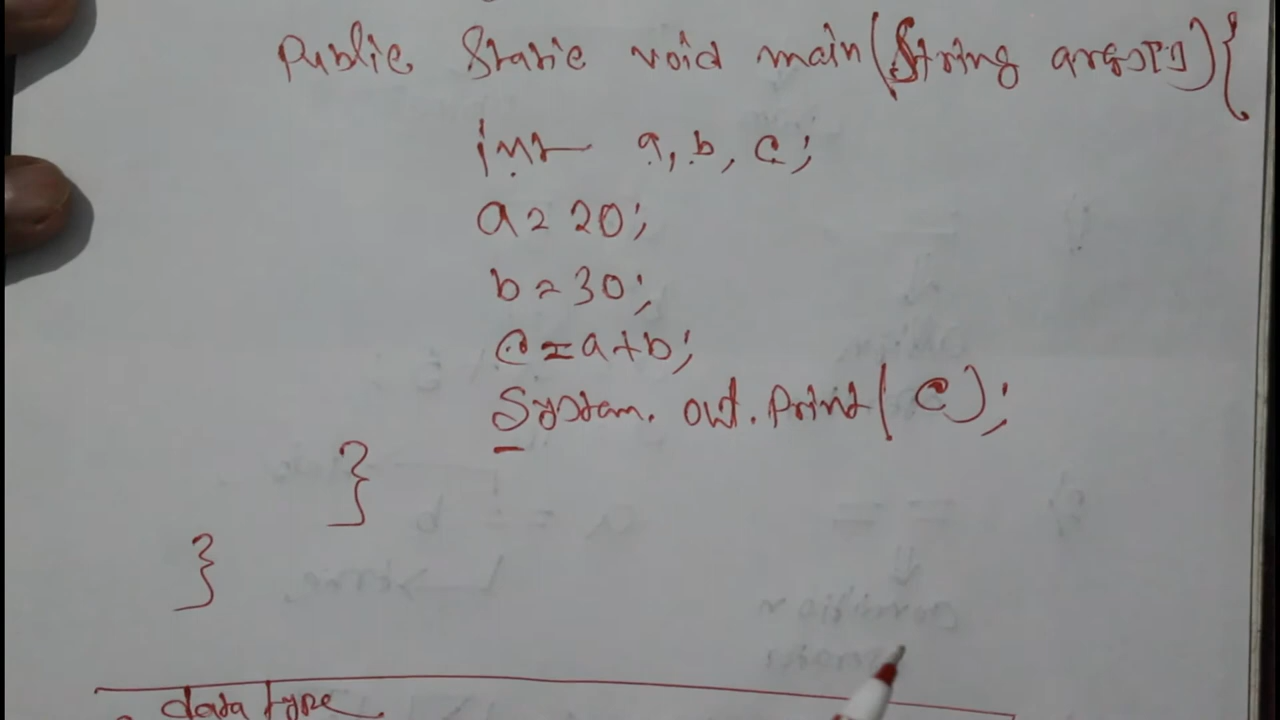 Public Static void main(String args[]){
int a, b, c;
a = 20;
b = 30;
c = a+b;
System. out. Print( c);
}
}
data type